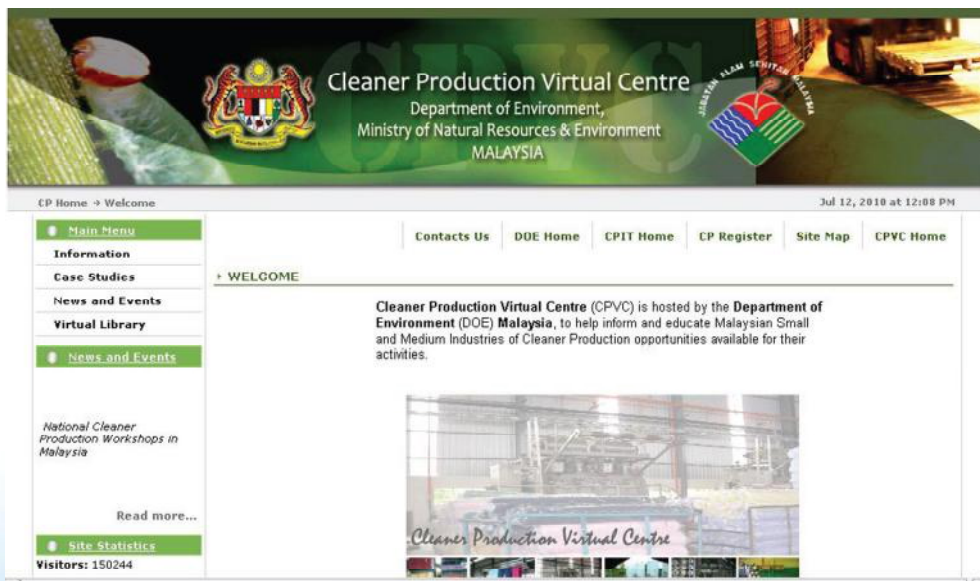 CPVC
Cleaner Production Virtual Centre
Department of Environment,
Ministry of Natural Resources & Environment
MALAYSIA
JABATAN ALAM SEKITAR MALAYSIA
CP Home → Welcome
Jul 12, 2010 at 12:08 PM
Main Menu
Information
Case Studies
News and Events
Virtual Library
News and Events
National Cleaner
Production Workshops in
Malaysia
Read more...
Site Statistics
Visitors: 150244
Contacts Us
DOE Home
CPIT Home
CP Register
Site Map
CPVC Home
WELCOME
Cleaner Production Virtual Centre (CPVC) is hosted by the Department of
Environment (DOE) Malaysia, to help inform and educate Malaysian Small
and Medium Industries of Cleaner Production opportunities available for their
activities.
Cleaner Production Virtual Centre